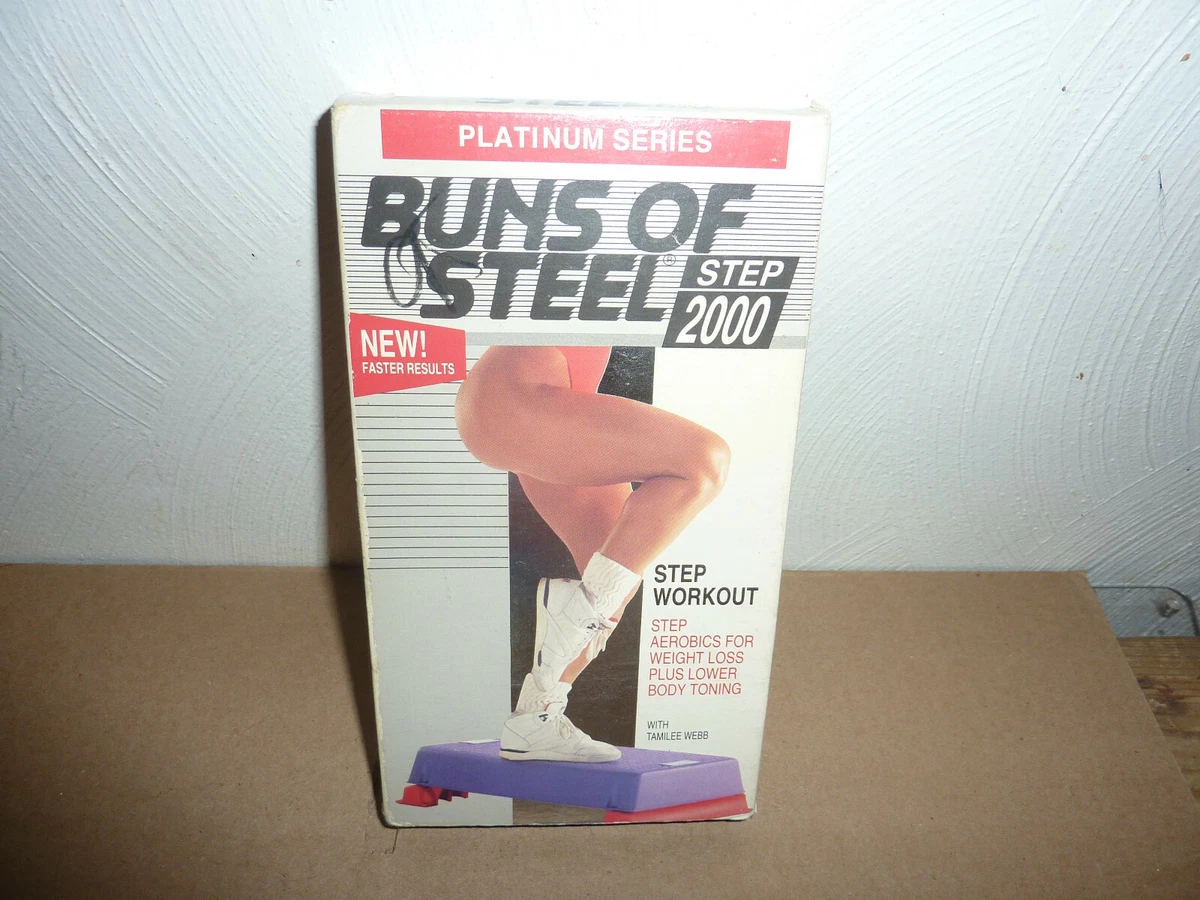 PLATINUM SERIES
BUNS OF
STEEL®
STEP
2000
NEW!
FASTER RESULTS
STEP
WORKOUT
STEP
AEROBICS FOR
WEIGHT LOSS
PLUS LOWER
BODY TONING
WITH
TAMILEE WEBB